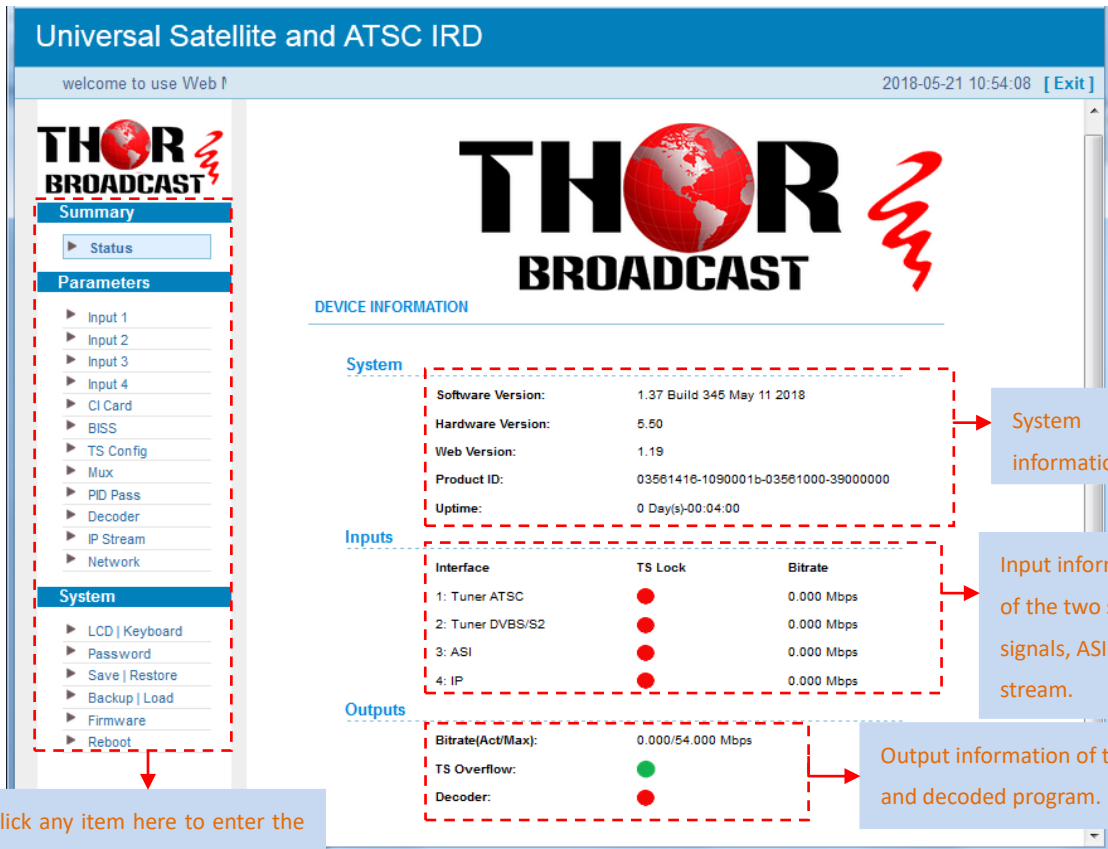 Universal Satellite and ATSC IRD
welcome to use Web
2018-05-21 10:54:08 [ Exit ]
THOR
BROADCAST
Summary
Status
Parameters
Input 1
Input 2
Input 3
Input 4
CI Card
BISS
TS Config
Mux
PID Pass
Decoder
IP Stream
Network
System
LCD | Keyboard
Password
Save | Restore
Backup | Load
Firmware
Reboot
THOR
BROADCAST
DEVICE INFORMATION
System
Software Version: 1.37 Build 345 May 11 2018
Hardware Version: 5.50
Web Version: 1.19
Product ID: 03561416-1090001b-03561000-39000000
Uptime: 0 Day(s)-00:04:00
Inputs
Interface TS Lock Bitrate
1: Tuner ATSC 0.000 Mbps
2: Tuner DVBS/S2 0.000 Mbps
3: ASI 0.000 Mbps
4: IP 0.000 Mbps
Outputs
Bitrate(Act/Max): 0.000/54.000 Mbps
TS Overflow:
Decoder:
System
informatio
Input inform
of the two
signals, ASI
stream.
Output information of t
and decoded program.
lick any item here to enter the